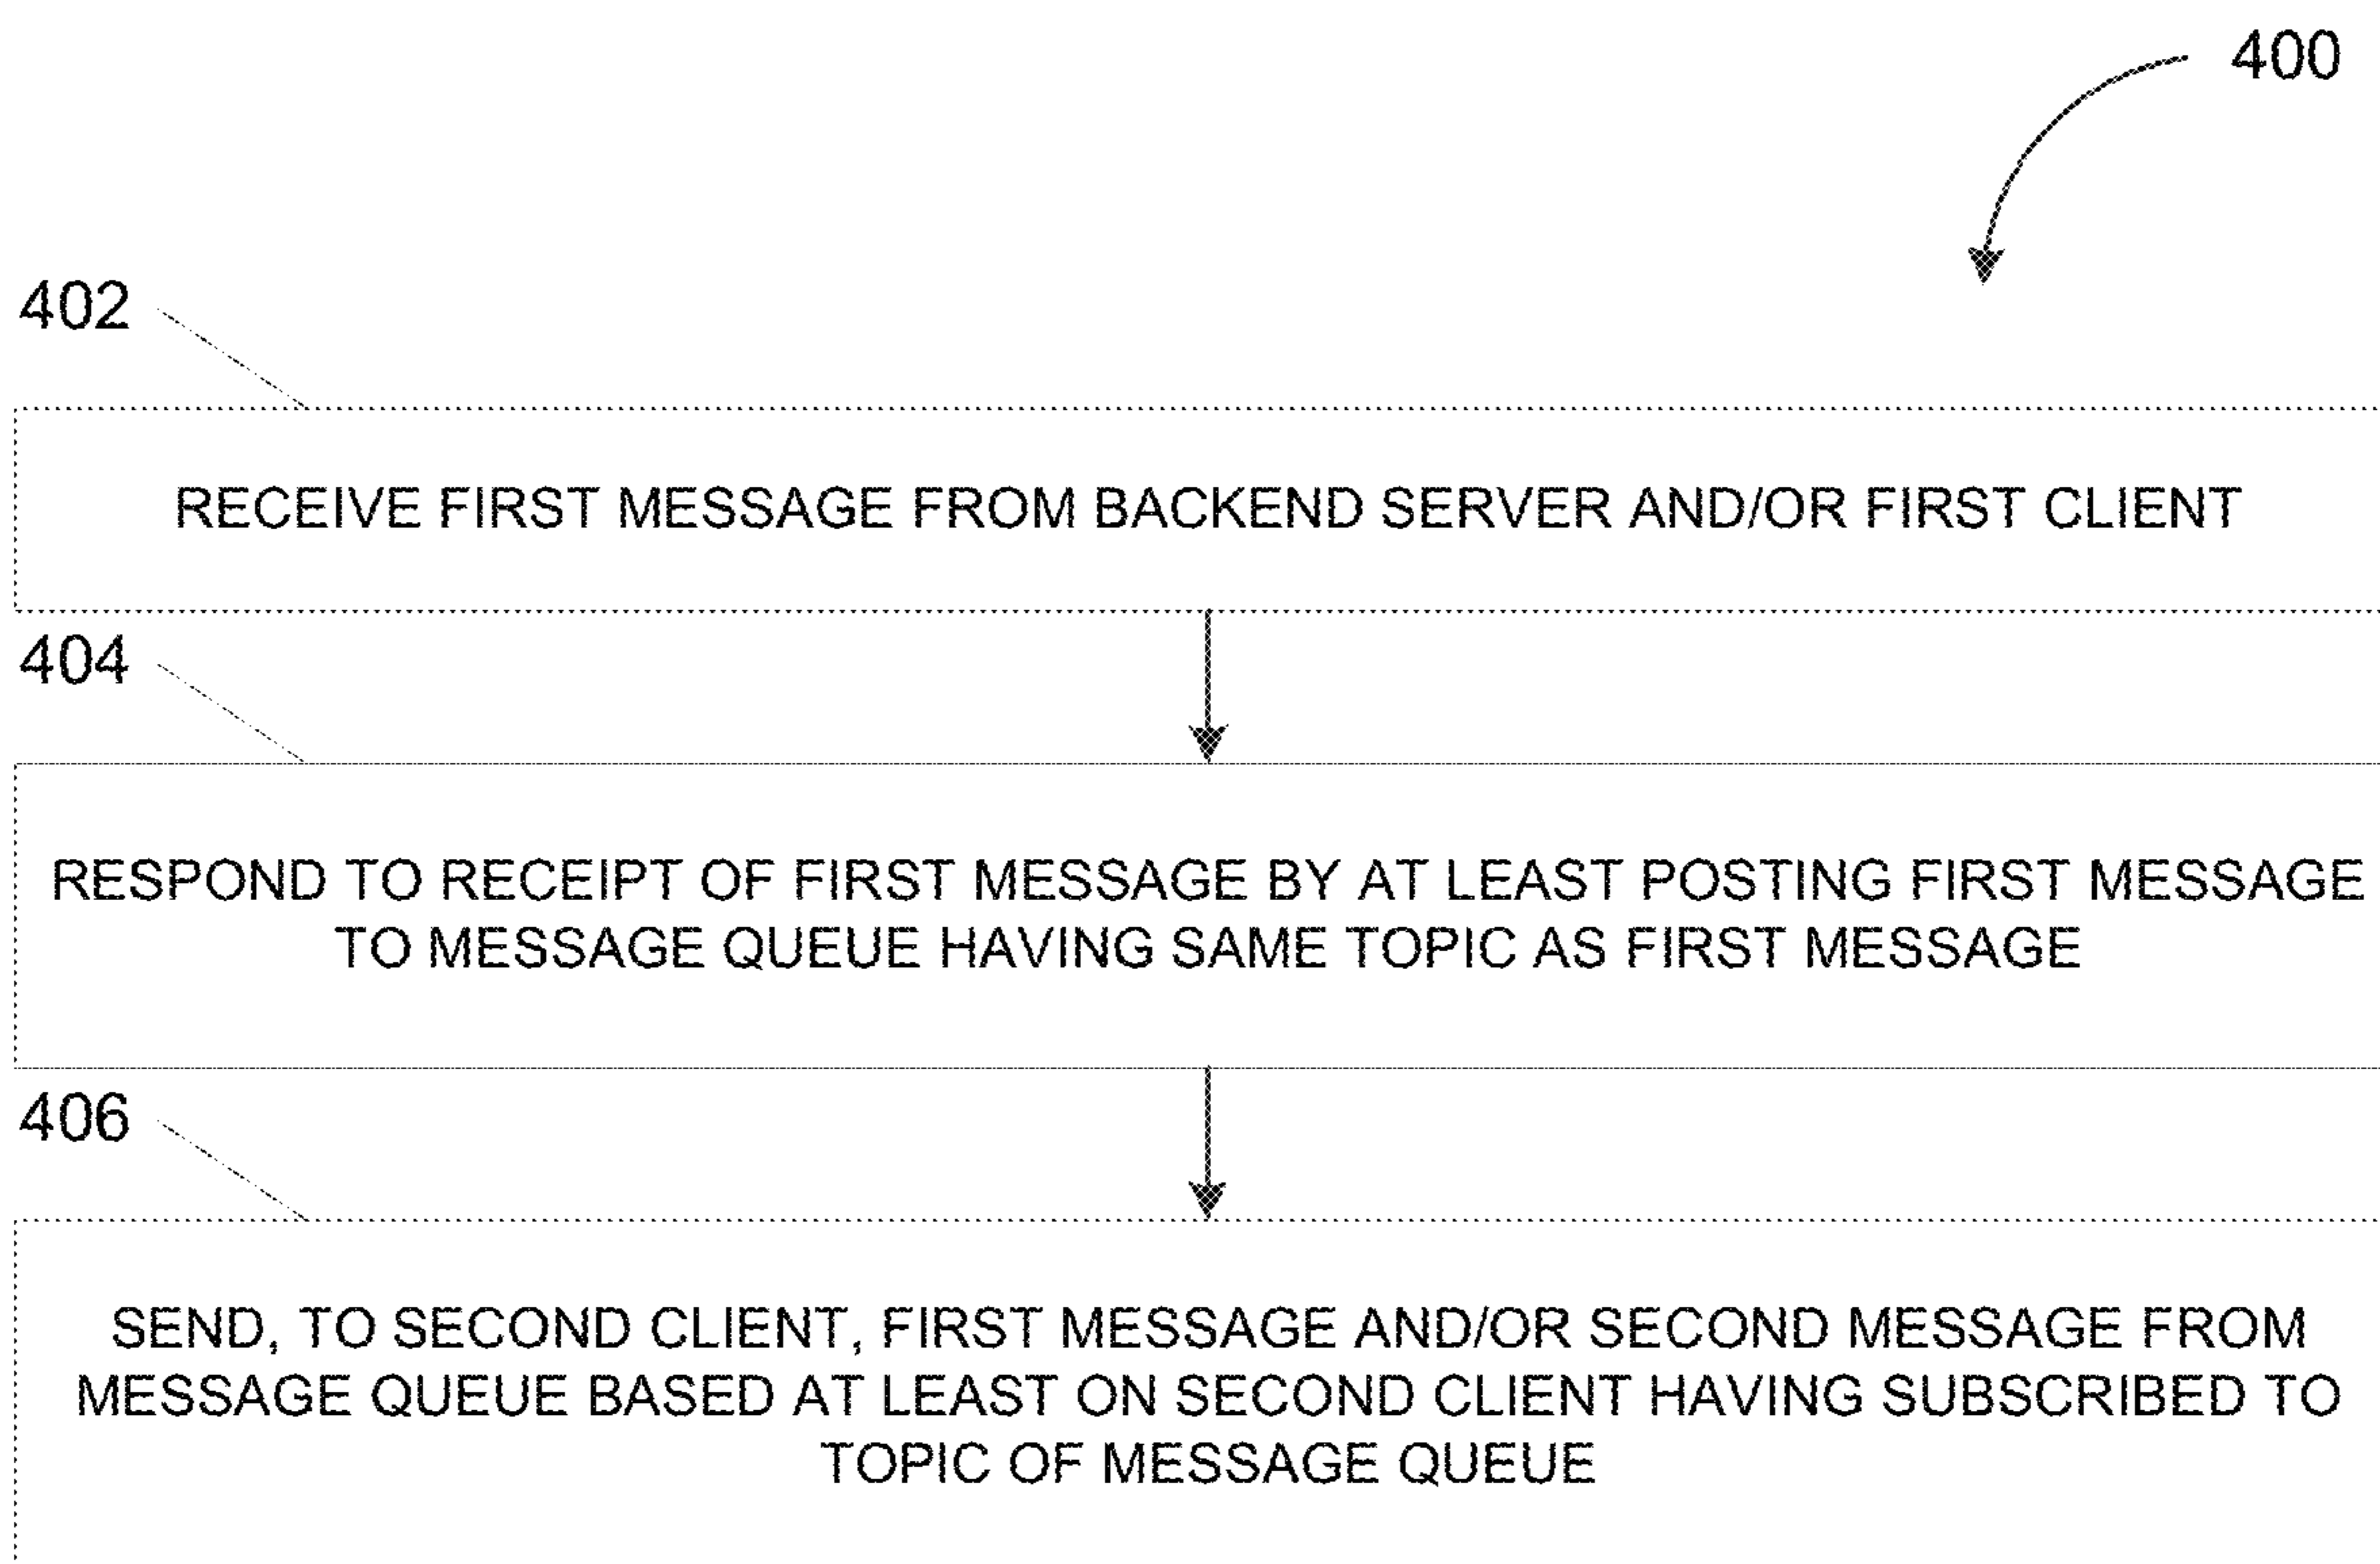 400
402
RECEIVE FIRST MESSAGE FROM BACKEND SERVER AND/OR FIRST CLIENT
404
RESPOND TO RECEIPT OF FIRST MESSAGE BY AT LEAST POSTING FIRST MESSAGE
TO MESSAGE QUEUE HAVING SAME TOPIC AS FIRST MESSAGE
406
SEND, TO SECOND CLIENT, FIRST MESSAGE AND/OR SECOND MESSAGE FROM
MESSAGE QUEUE BASED AT LEAST ON SECOND CLIENT HAVING SUBSCRIBED TO
TOPIC OF MESSAGE QUEUE